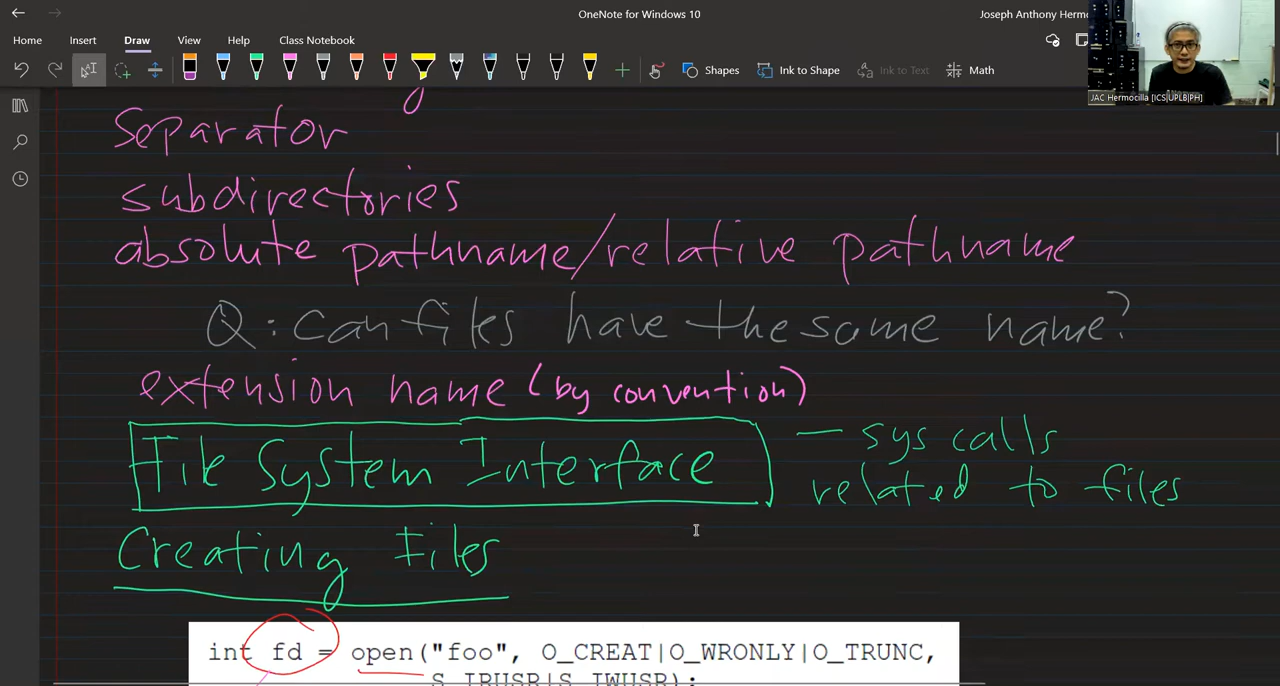 OneNote for Windows 10
Joseph Anthony Hermo
Home Insert Draw View Help Class Notebook
Shapes Ink to Shape Ink to Text Math
JAC Hermocilla [ICS|UPLB|PH]
Separator
subdirectories
absolute pathname/relative pathname
Q: Can files have the same name?
extension name (by convention)
File System Interface — sys calls
related to files
Creating Files
int fd = open("foo", O_CREAT|O_WRONLY|O_TRUNC,
S_IRUSR|S_IWUSR);